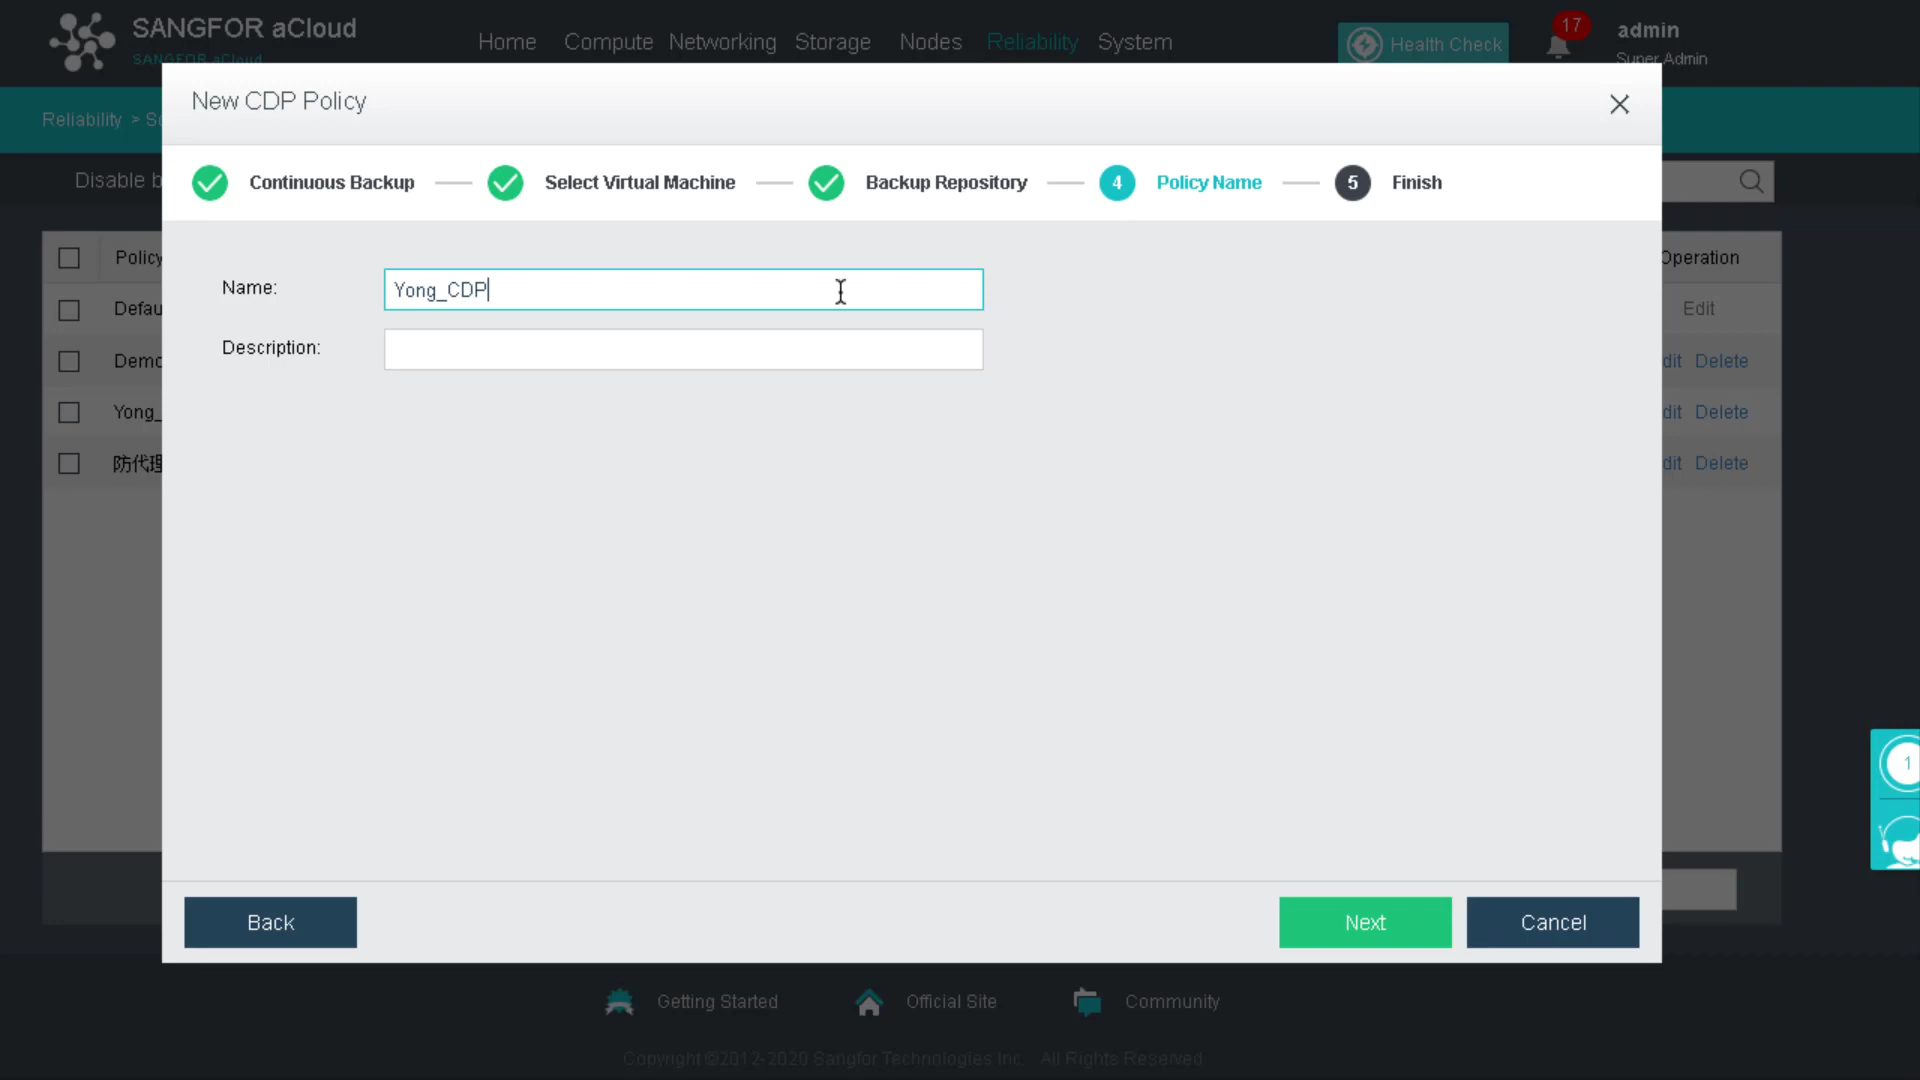 SANGFOR aCloud
SANGFOR aCloud
Home Compute Networking Storage Nodes Reliability System
Health Check
17
admin
Super Admin
New CDP Policy
Reliability >
Disable
Continuous Backup
Select Virtual Machine
Backup Repository
4 Policy Name
5 Finish
Policy
Operation
Name: Yong_CDP
Defau
Edit
Description:
Demo
dit Delete
Yong_
dit Delete
防代理
dit Delete
1
Back
Next
Cancel
Getting Started
Official Site
Community
Copyright ©2012-2020 Sangfor Technologies Inc. All Rights Reserved